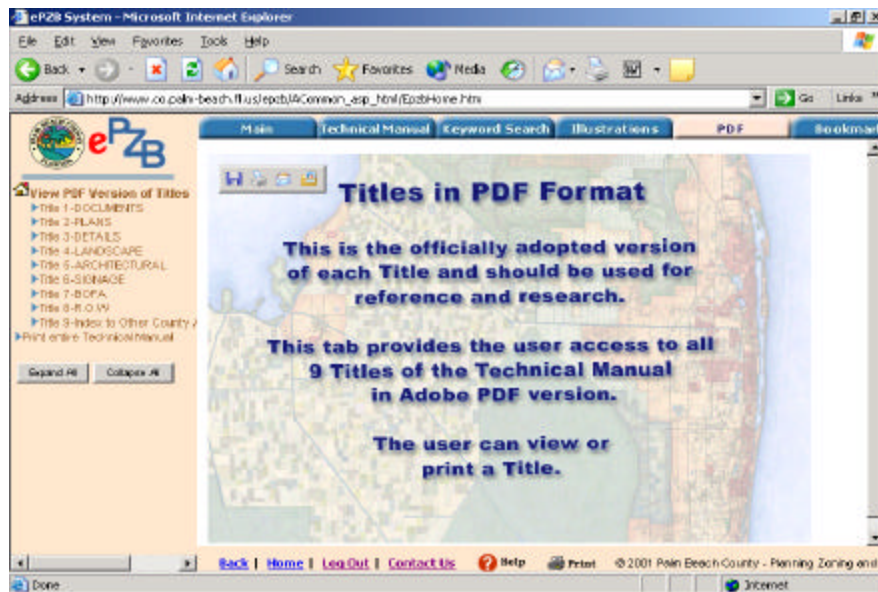 ePZB System - Microsoft Internet Explorer
File Edit View Favorites Tools Help
Back Search Favorites Media
Address http://www.co.palm-beach.fl.us/epzb/ACommon_asp_html/EpzbHome.htm Go Links
ePZB Main Technical Manual Keyword Search Illustrations PDF Bookmar
View PDF Version of Titles
Title 1-DOCUMENTS
Title 2-PLANS
Title 3-DETAILS
Title 4-LANDSCAPE
Title 5-ARCHITECTURAL
Title 6-SIGNAGE
Title 7-BOFA
Title 8-R.O.W
Title 9-Index to Other County A
Print entire Technical Manual
Expand All Collapse All
Titles in PDF Format
This is the officially adopted version
of each Title and should be used for
reference and research.
This tab provides the user access to all
9 Titles of the Technical Manual
in Adobe PDF version.
The user can view or
print a Title.
Back | Home | Log Out | Contact Us Help Print © 2001 Palm Beach County - Planning Zoning and
Done Internet